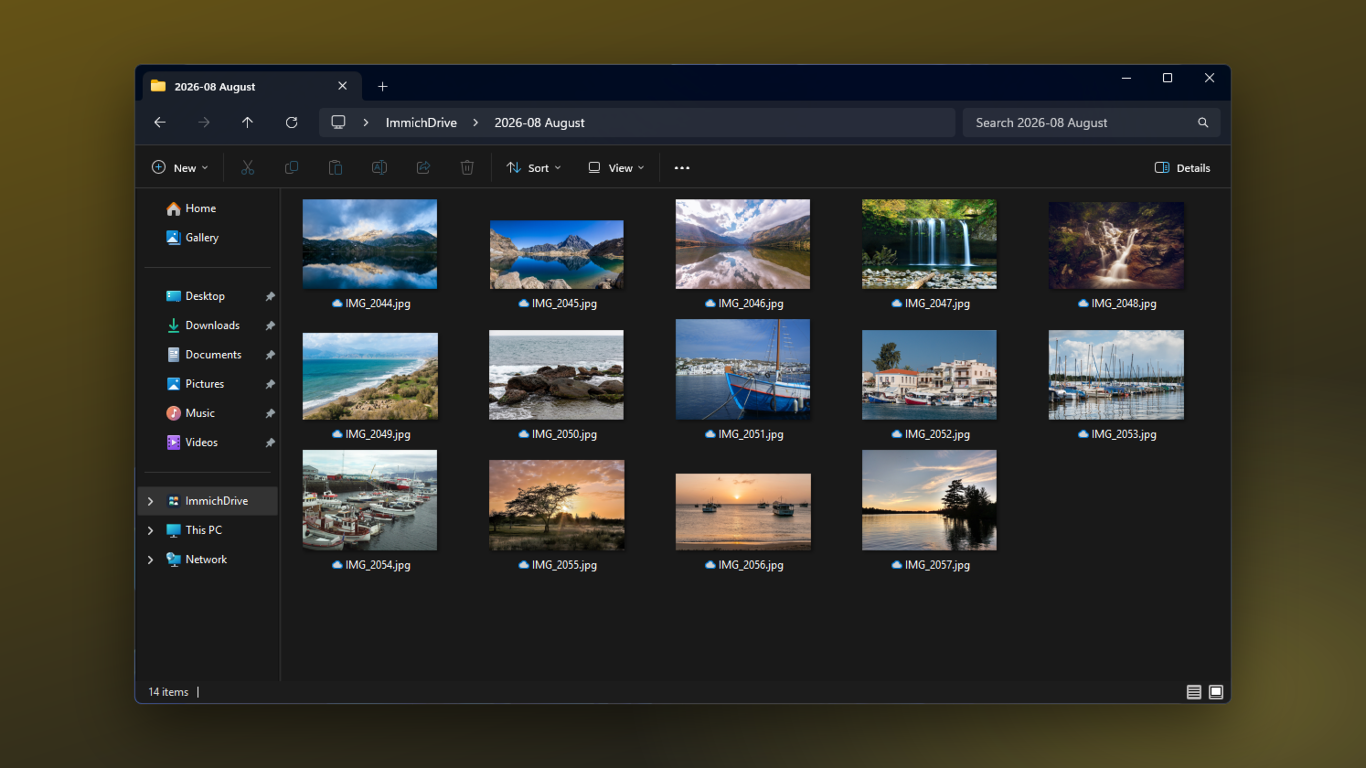 2026-08 August
ImmichDrive > 2026-08 August
Search 2026-08 August
New
Sort
View
Details
Home
Gallery
Desktop
Downloads
Documents
Pictures
Music
Videos
ImmichDrive
This PC
Network
IMG_2044.jpg
IMG_2045.jpg
IMG_2046.jpg
IMG_2047.jpg
IMG_2048.jpg
IMG_2049.jpg
IMG_2050.jpg
IMG_2051.jpg
IMG_2052.jpg
IMG_2053.jpg
IMG_2054.jpg
IMG_2055.jpg
IMG_2056.jpg
IMG_2057.jpg
14 items